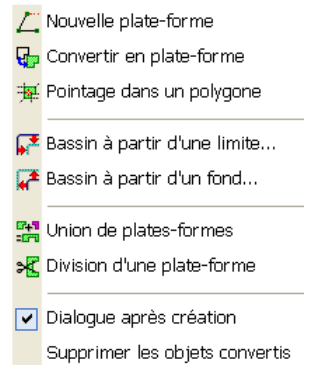 Nouvelle plate-forme
Convertir en plate-forme
Pointage dans un polygone
Bassin à partir d'une limite...
Bassin à partir d'un fond...
Union de plates-formes
Division d'une plate-forme
Dialogue après création
Supprimer les objets convertis